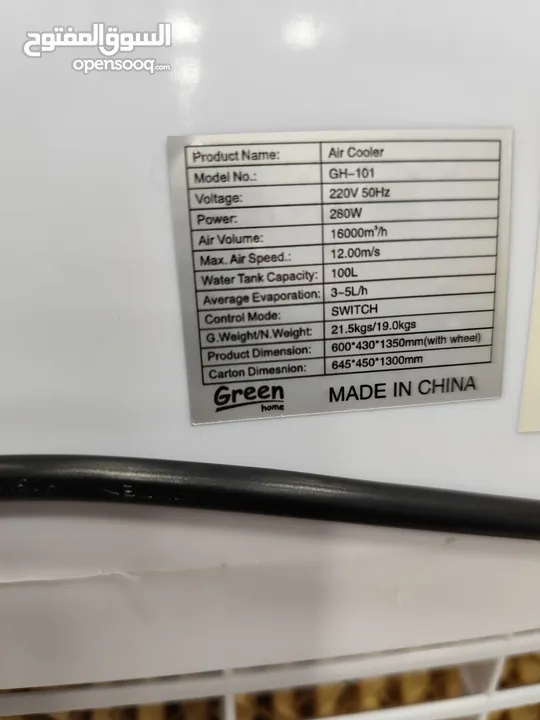 السوق المفتوح
opensooq.com
Product Name: Air Cooler
Model No.: GH-101
Voltage: 220V 50Hz
Power: 280W
Air Volume: 16000m³/h
Max. Air Speed.: 12.00m/s
Water Tank Capacity: 100L
Average Evaporation: 3-5L/h
Control Mode: SWITCH
G.Weight/N.Weight: 21.5kgs/19.0kgs
Product Dimension: 600*430*1350mm(with wheel)
Carton Dimesnion: 645*450*1300mm
Green
home
MADE IN CHINA